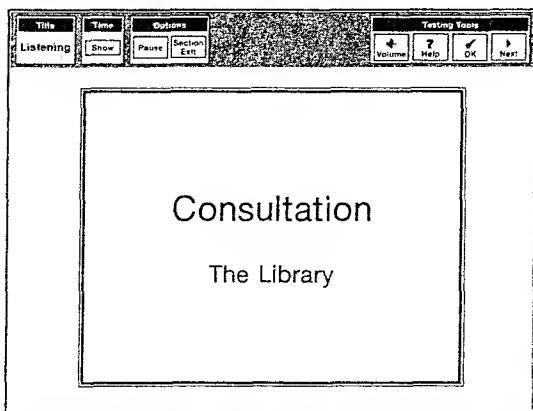 Title
Time
Options
Testing Tools
Listening
Show
Pause
Section
Exit
Volume
?
Help
OK
Next
Consultation
The Library